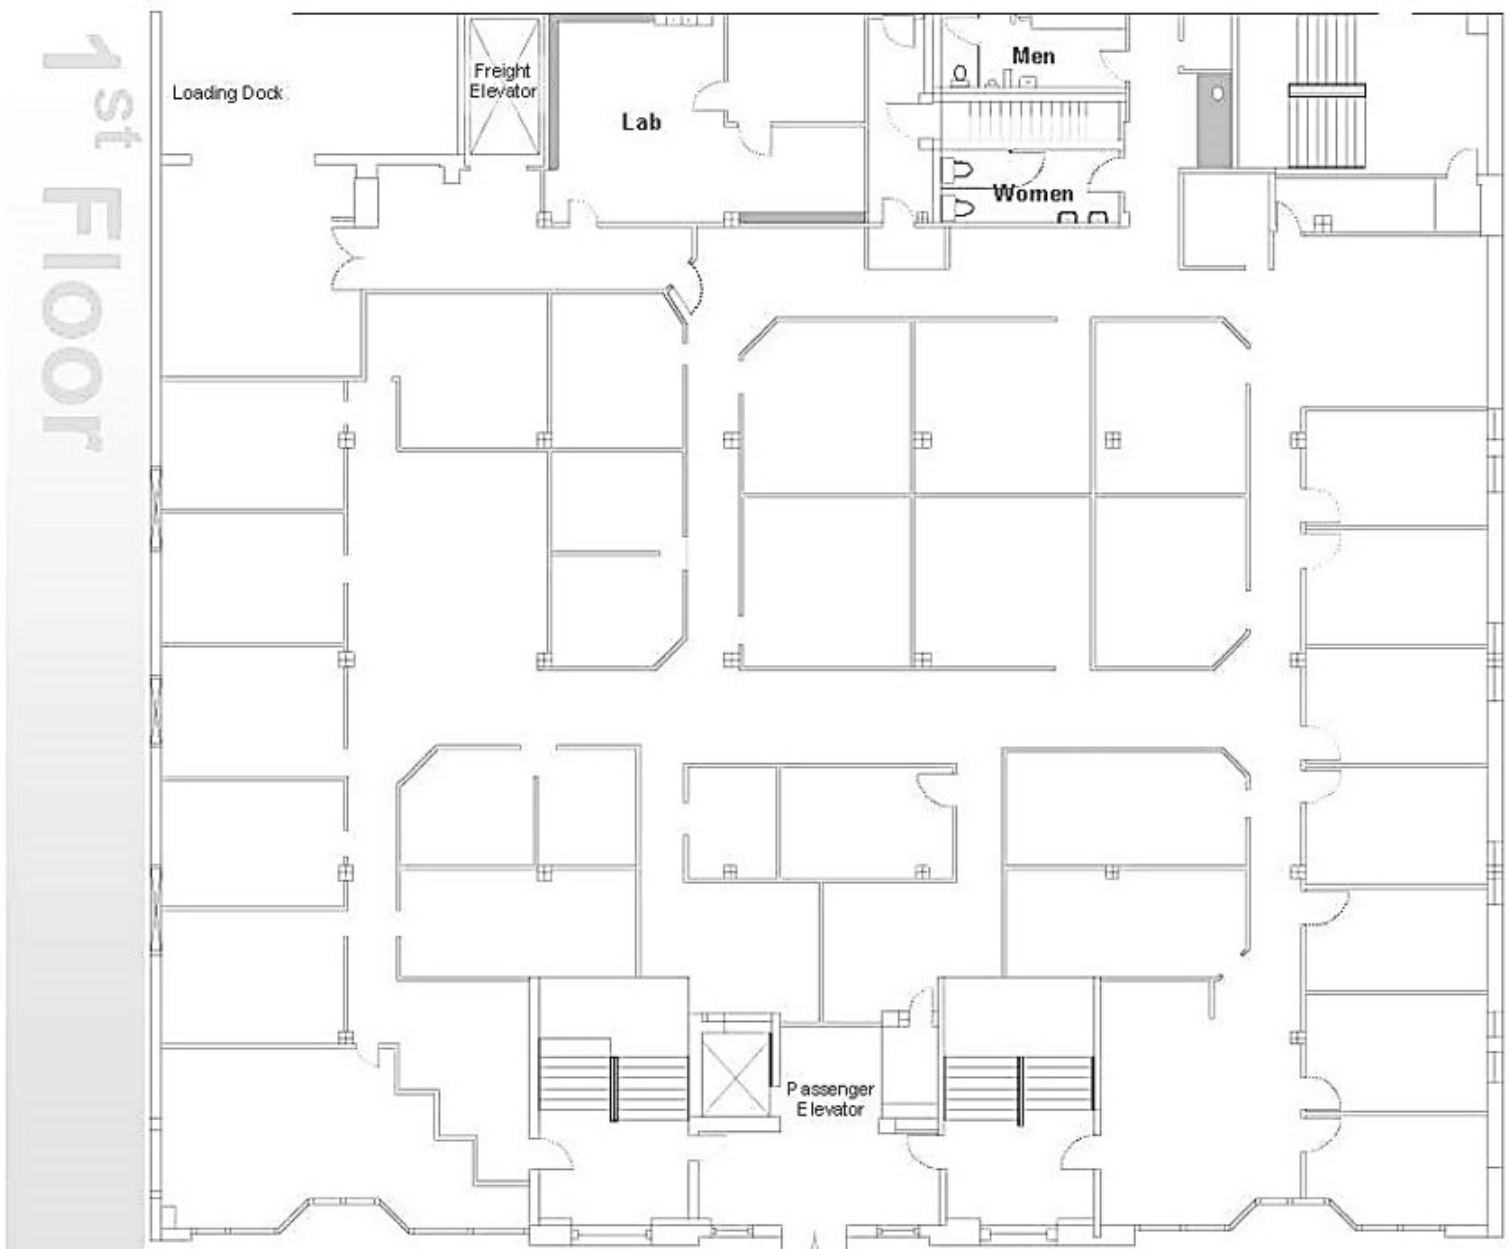 1st Floor
Loading Dock
Freight
Elevator
Lab
Men
Women
Passenger
Elevator